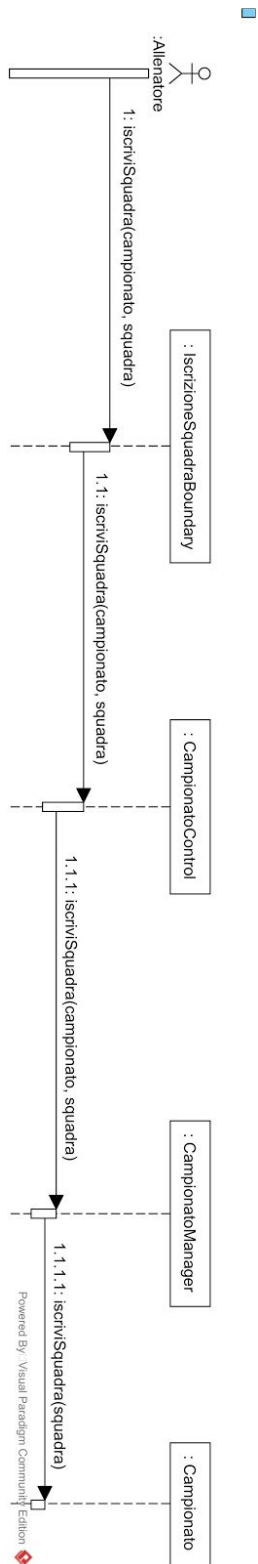 :Allenatore
: IscrizioneSquadraBoundary
: CampionatoControl
: CampionatoManager
: Campionato
1: iscriviSquadra(campionato, squadra)
1.1: iscriviSquadra(campionato, squadra)
1.1.1: iscriviSquadra(campionato, squadra)
1.1.1.1: iscriviSquadra(squadra)
Powered By Visual Paradigm Community Edition